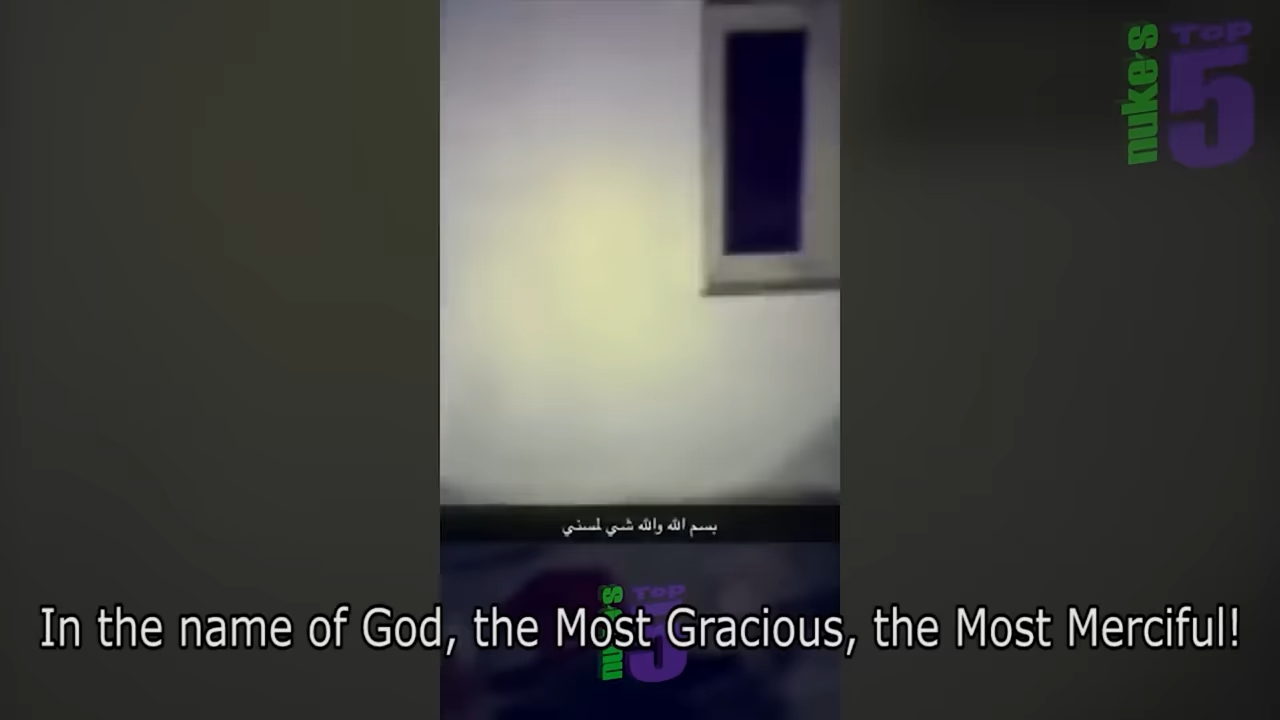 nuke's Top 5
بسم الله والله شي لمسني
In the name of God, the Most Gracious, the Most Merciful!
nuke's Top 5